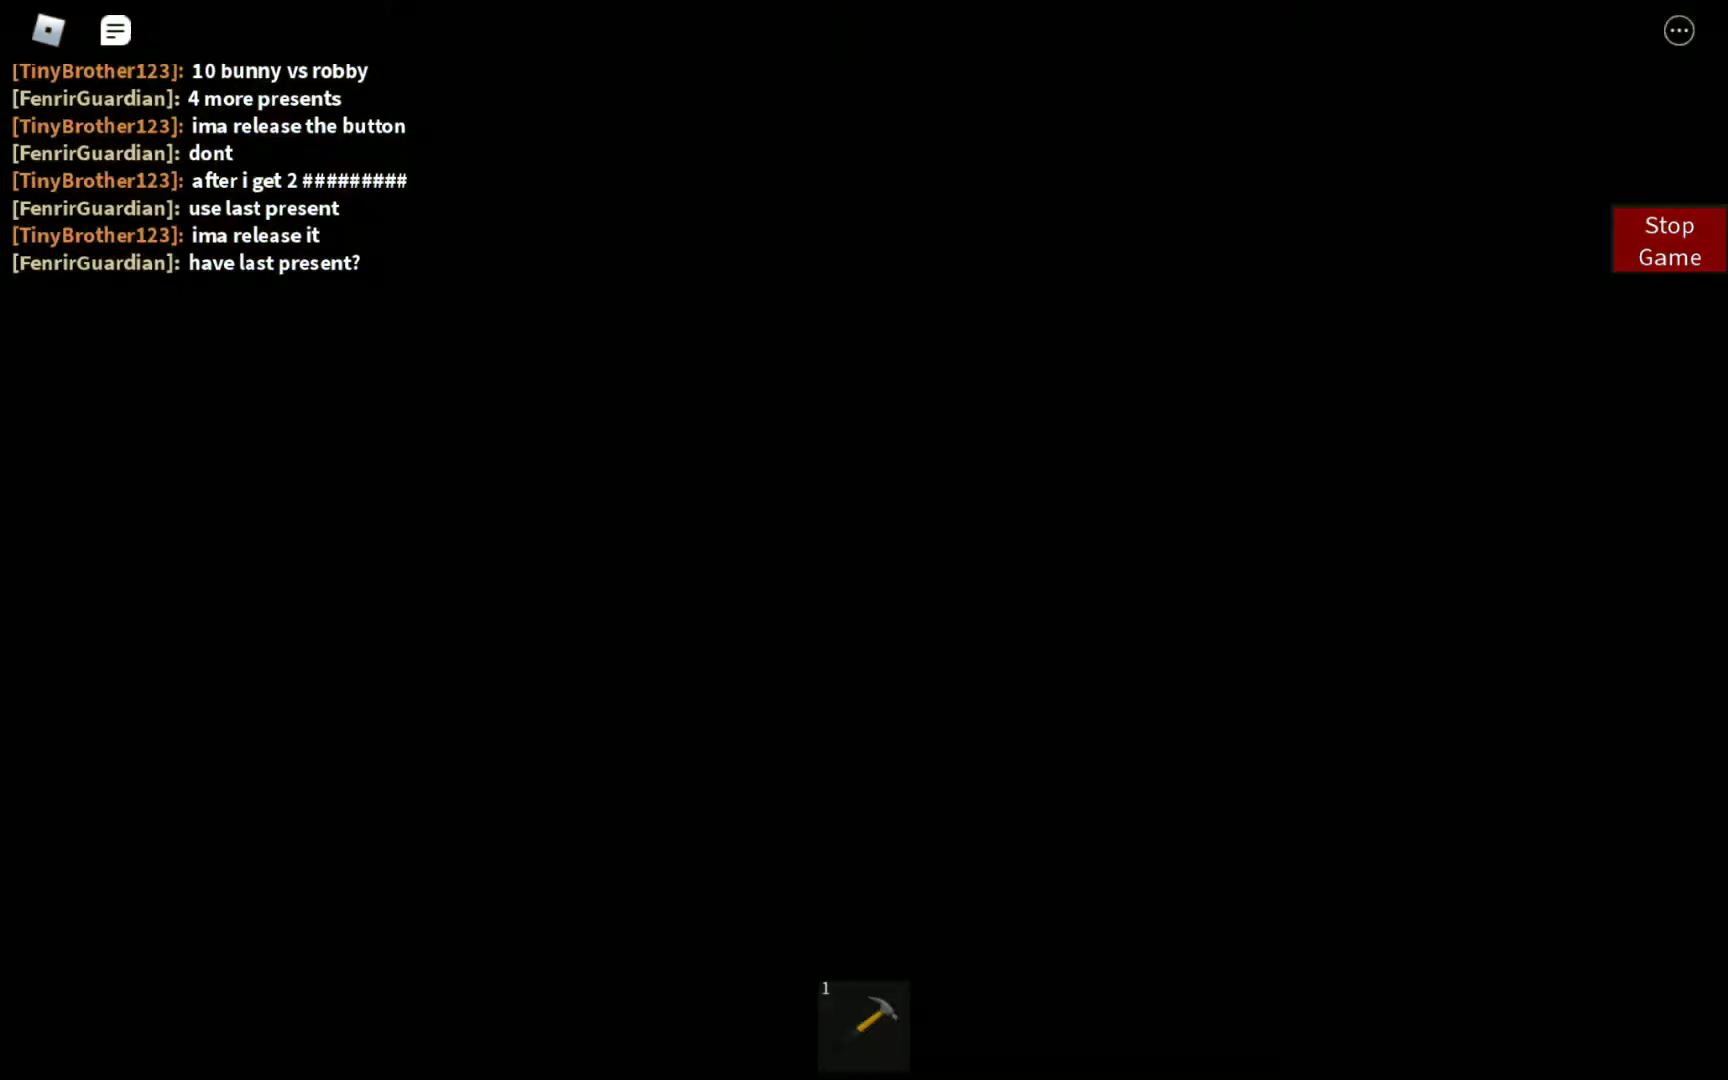 [TinyBrother123]: 10 bunny vs robby
[FenrirGuardian]: 4 more presents
[TinyBrother123]: ima release the button
[FenrirGuardian]: dont
[TinyBrother123]: after i get 2 #########
[FenrirGuardian]: use last present
[TinyBrother123]: ima release it
[FenrirGuardian]: have last present?
Stop
Game
1